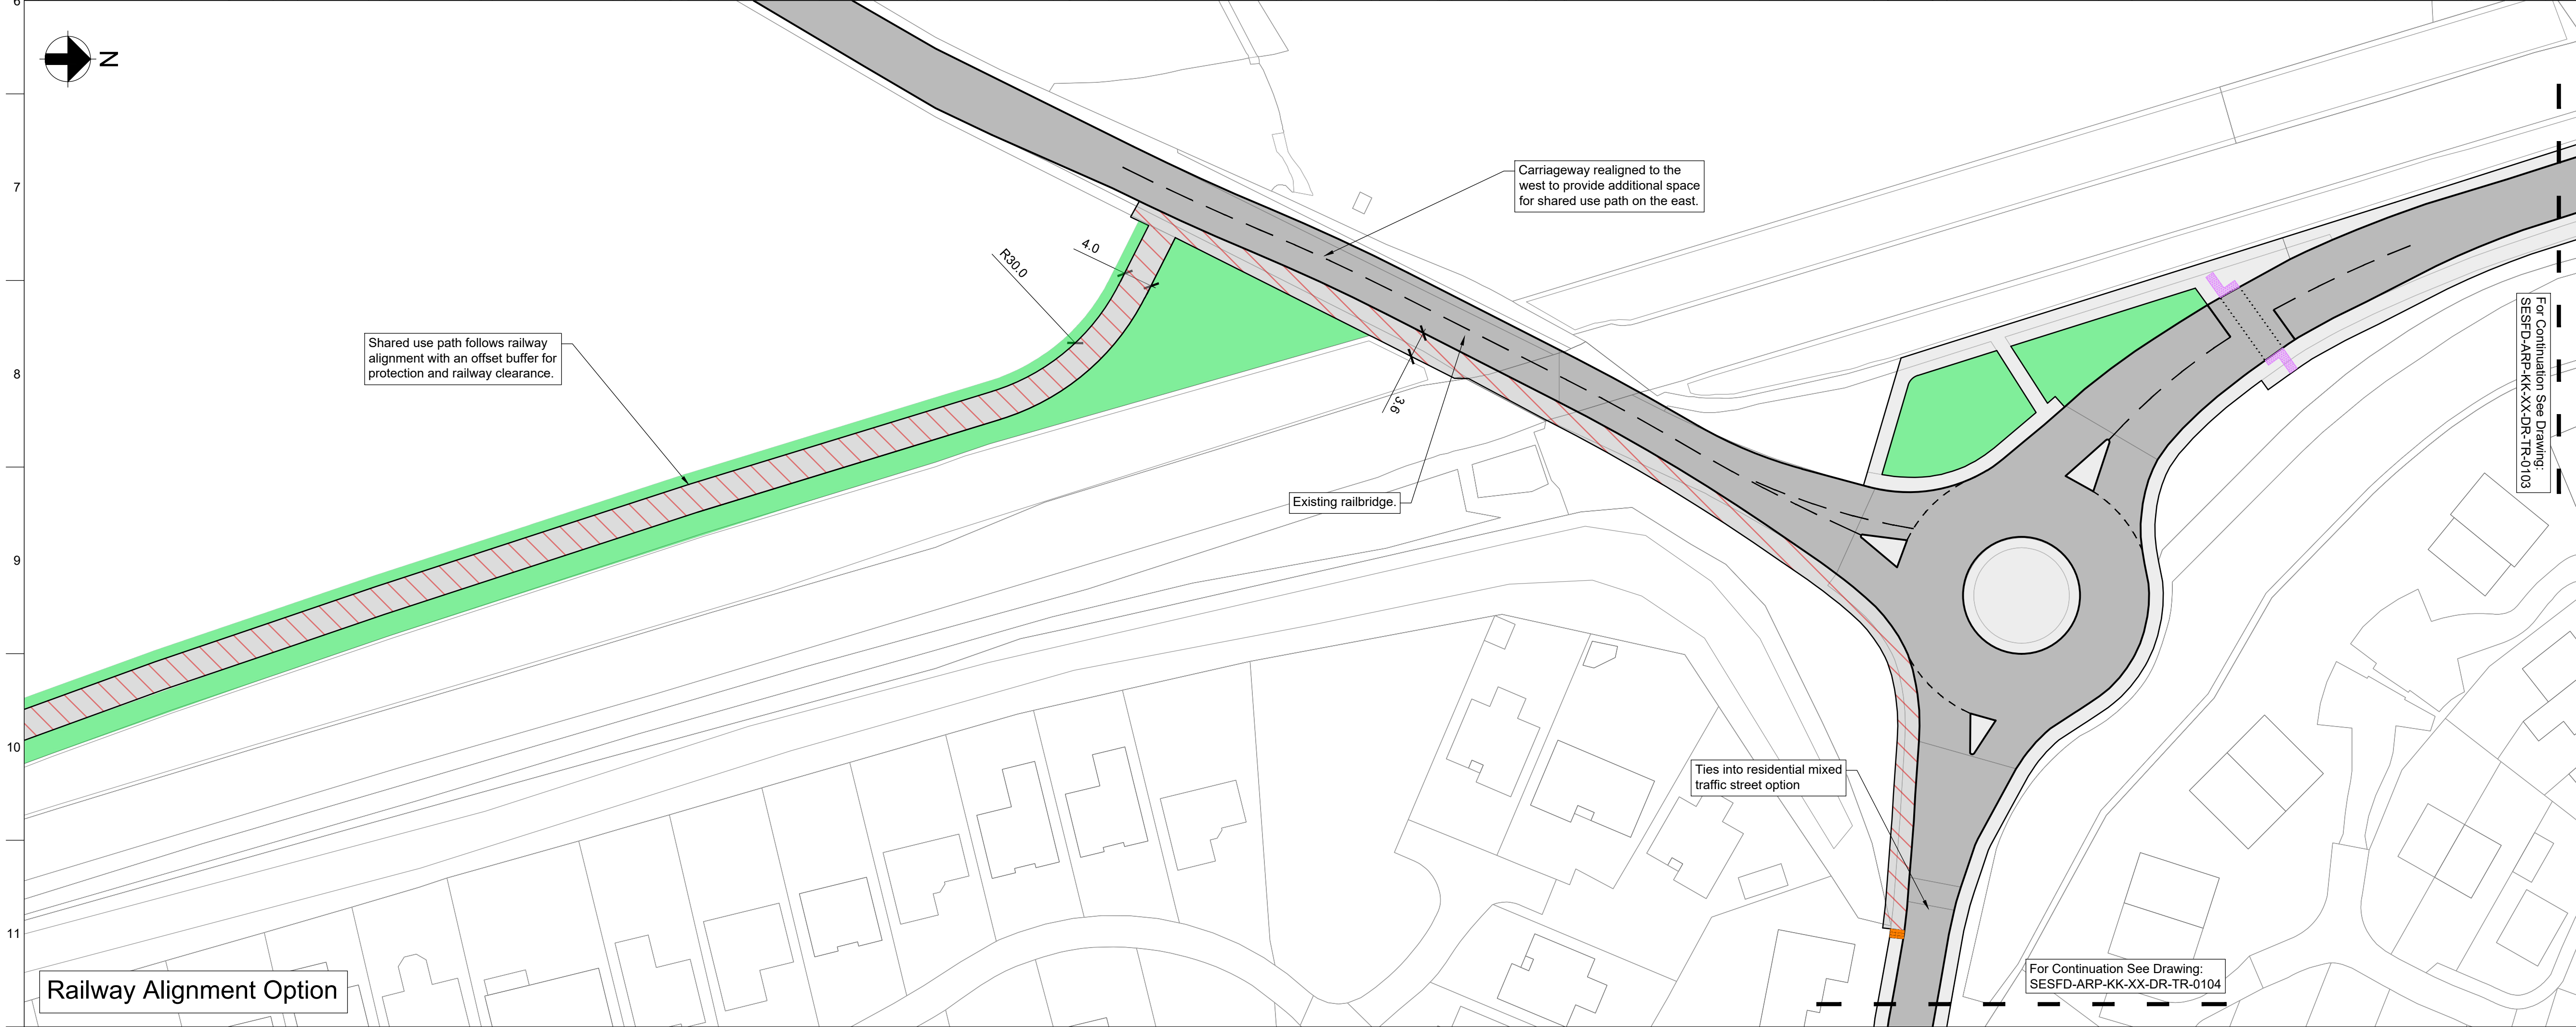 6
7
8
9
10
11
N
Carriageway realigned to the
west to provide additional space
for shared use path on the east.
4.0
R30.0
Shared use path follows railway
alignment with an offset buffer for
protection and railway clearance.
3.6
Existing railbridge.
For Continuation See Drawing:
SESFD-ARP-KK-XX-DR-TR-0103
Ties into residential mixed
traffic street option
For Continuation See Drawing:
SESFD-ARP-KK-XX-DR-TR-0104
Railway Alignment Option